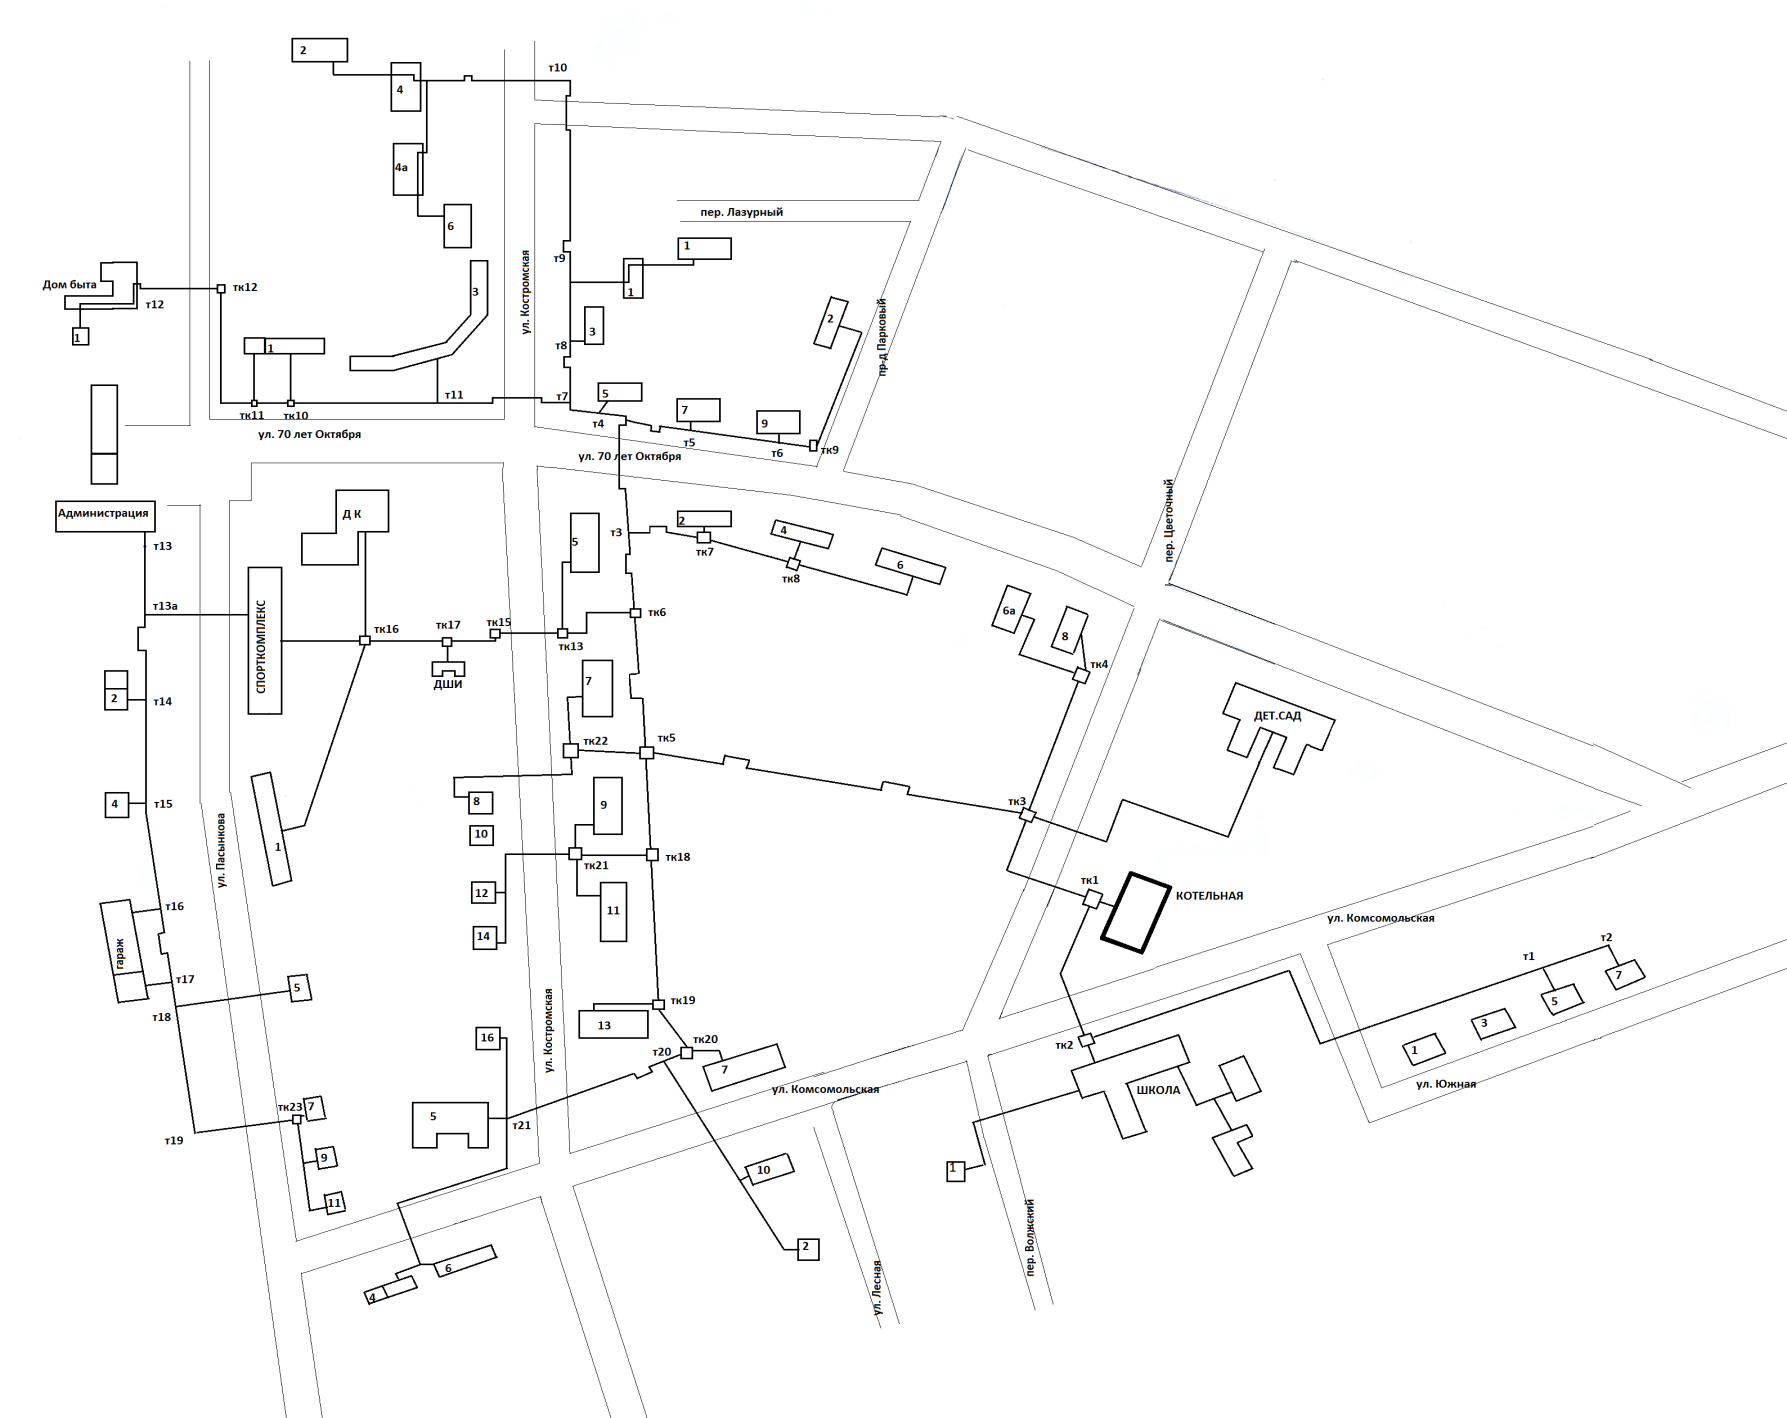 2
т10
4
4а
пер. Лазурный
6
1
т9
Дом быта
тк12
3
1
т12
ул. Костромская
2
3
пр-д Парковый
1
1
т8
5
т11
т7
7
тк11
тк10
9
т4
ул. 70 лет Октября
т5
тк9
т6
ул. 70 лет Октября
Администрация
Д К
2
пер. Цветочный
4
т3
5
т13
тк7
6
тк8
т13а
СПОРТКОМПЛЕКС
6а
тк6
тк17
тк15
тк16
8
тк13
тк4
ДШИ
7
2
т14
ДЕТ.САД
тк22
тк5
8
4
т15
9
тк3
10
ул. Пасынкова
1
тк18
тк21
тк1
12
КОТЕЛЬНАЯ
т16
11
ул. Комсомольская
14
т2
гараж
т1
т17
7
5
тк19
5
т18
13
3
ул. Костромская
16
тк20
тк2
т20
1
7
ул. Южная
ул. Комсомольская
ШКОЛА
тк23
7
5
т21
т19
9
10
1
11
пер. Волжский
2
6
ул. Лесная
4